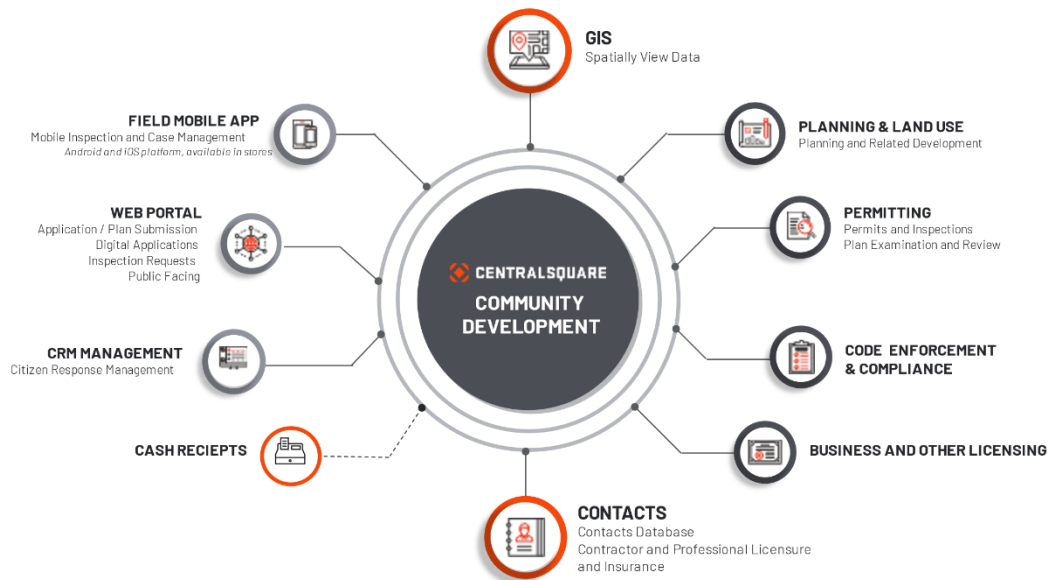 GIS
Spatially View Data
FIELD MOBILE APP
Mobile Inspection and Case Management
Android and iOS platform, available in stores
PLANNING & LAND USE
Planning and Related Development
WEB PORTAL
Application / Plan Submission
Digital Applications
Inspection Requests
Public Facing
PERMITTING
Permits and Inspections
Plan Examination and Review
CENTRALSQUARE
COMMUNITY
DEVELOPMENT
CRM MANAGEMENT
Citizen Response Management
CODE ENFORCEMENT
& COMPLIANCE
CASH RECIEPTS
BUSINESS AND OTHER LICENSING
CONTACTS
Contacts Database
Contractor and Professional Licensure
and Insurance